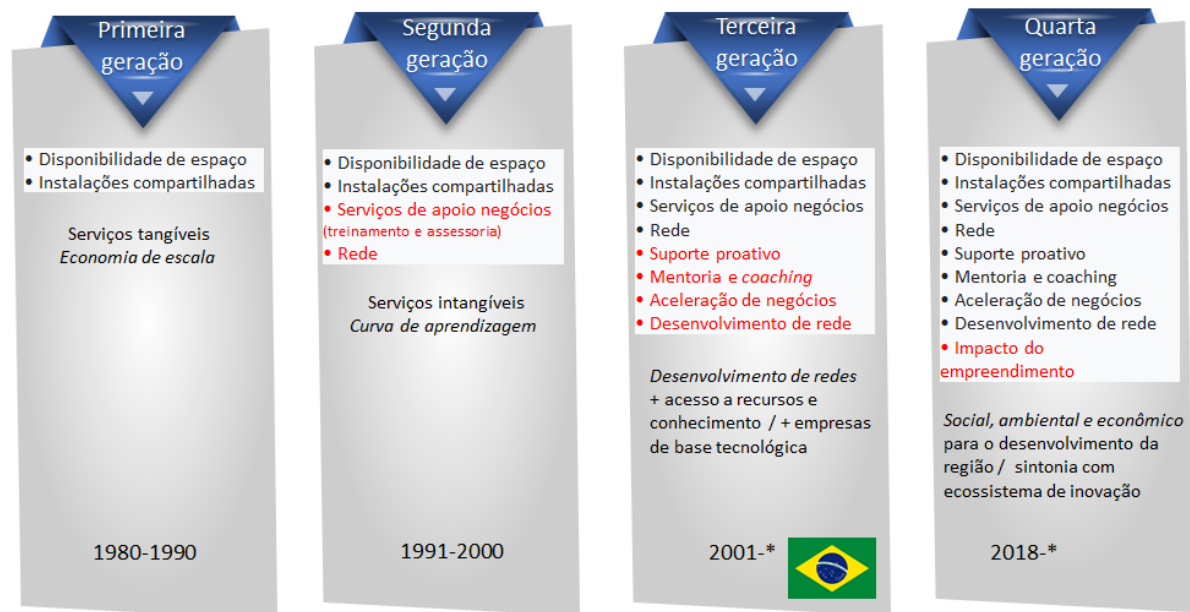 Primeira
geração
• Disponibilidade de espaço
• Instalações compartilhadas
Serviços tangíveis
Economia de escala
1980-1990
Segunda
geração
• Disponibilidade de espaço
• Instalações compartilhadas
• Serviços de apoio negócios
(treinamento e assessoria)
• Rede
Serviços intangíveis
Curva de aprendizagem
1991-2000
Terceira
geração
• Disponibilidade de espaço
• Instalações compartilhadas
• Serviços de apoio negócios
• Rede
• Suporte proativo
• Mentoria e coaching
• Aceleração de negócios
• Desenvolvimento de rede
Desenvolvimento de redes
+ acesso a recursos e
conhecimento / + empresas
de base tecnológica
2001-*
Quarta
geração
• Disponibilidade de espaço
• Instalações compartilhadas
• Serviços de apoio negócios
• Rede
• Suporte proativo
• Mentoria e coaching
• Aceleração de negócios
• Desenvolvimento de rede
• Impacto do
empreendimento
Social, ambiental e econômico
para o desenvolvimento da
região / sintonia com
ecossistema de inovação
2018-*